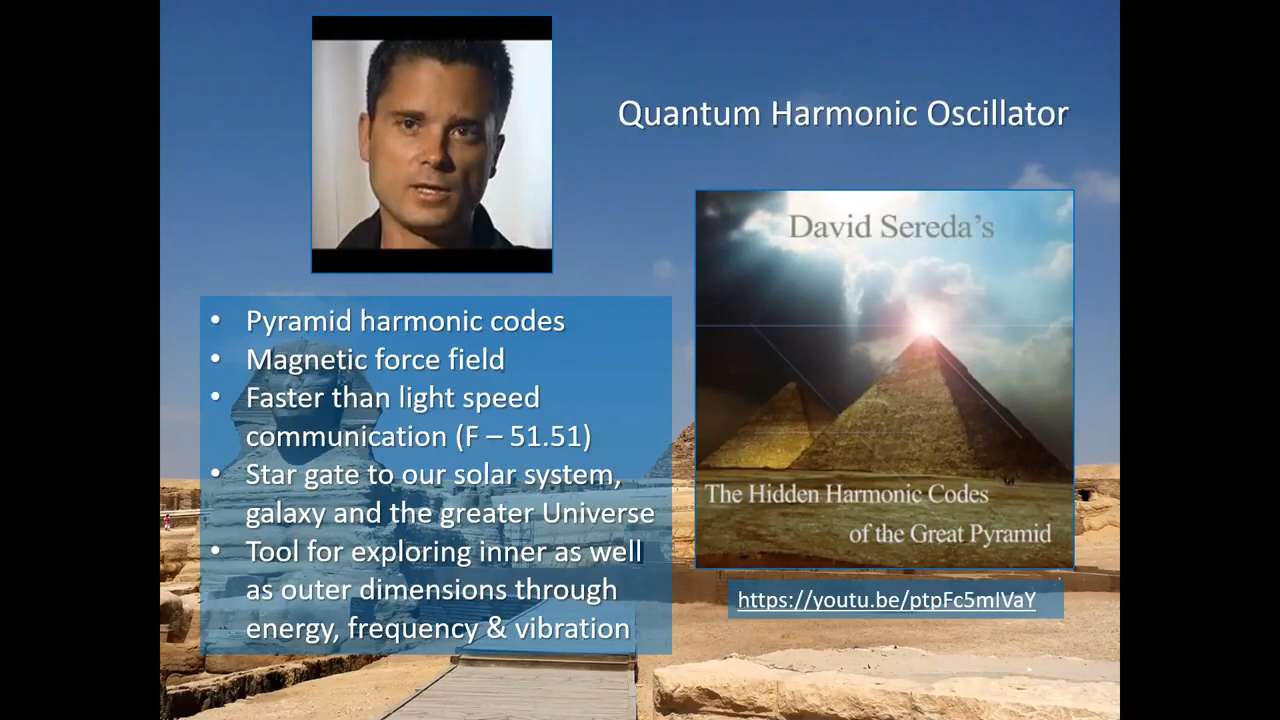 Quantum Harmonic Oscillator
David Sereda's
The Hidden Harmonic Codes
of the Great Pyramid
https://youtu.be/ptpFc5mIVaY
• Pyramid harmonic codes
• Magnetic force field
• Faster than light speed
communication (F – 51.51)
• Star gate to our solar system,
galaxy and the greater Universe
• Tool for exploring inner as well
as outer dimensions through
energy, frequency & vibration